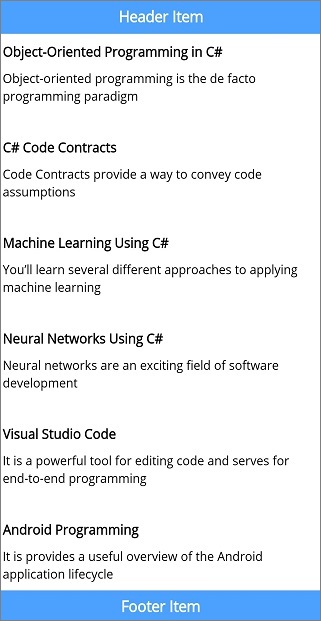 Header Item
Object-Oriented Programming in C#
Object-oriented programming is the de facto
programming paradigm
C# Code Contracts
Code Contracts provide a way to convey code
assumptions
Machine Learning Using C#
You’ll learn several different approaches to applying
machine learning
Neural Networks Using C#
Neural networks are an exciting field of software
development
Visual Studio Code
It is a powerful tool for editing code and serves for
end-to-end programming
Android Programming
It is provides a useful overview of the Android
application lifecycle
Footer Item